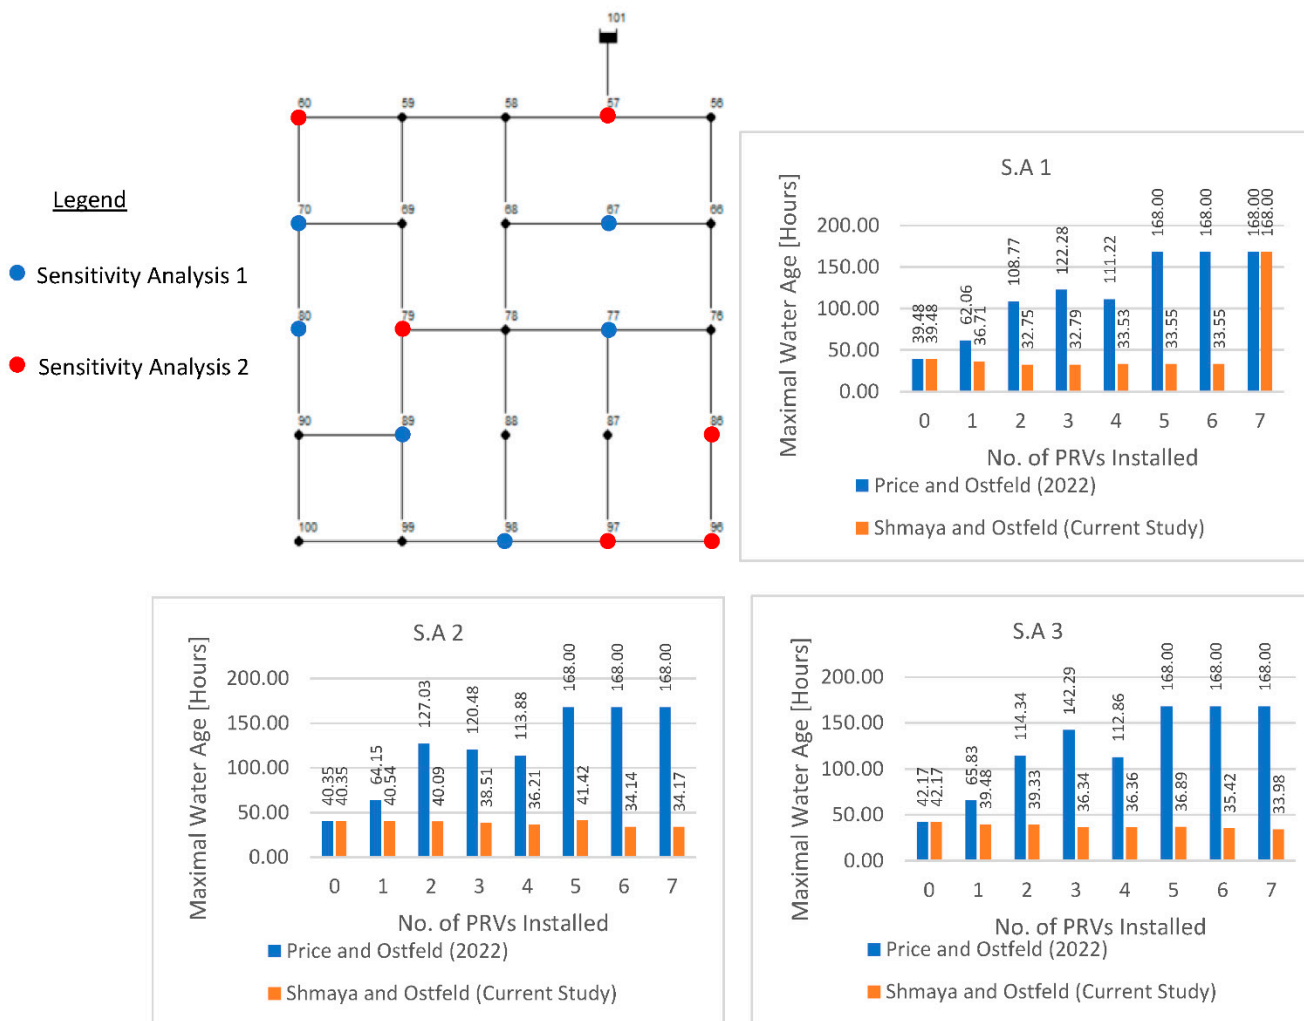 101
60 59 58 57 56
Legend
70 69 68 67 66
Sensitivity Analysis 1
80 79 78 77 76
Sensitivity Analysis 2
90 89 88 87 86
100 99 98 97 96
S.A 1
Maximal Water Age [Hours]
200.00
150.00
100.00
50.00
0.00
39.48 39.48 62.06 36.71 108.77 32.75 122.28 32.79 111.22 33.53 168.00 33.55 168.00 33.55 168.00 168.00
0 1 2 3 4 5 6 7
No. of PRVs Installed
Price and Ostfeld (2022)
Shmaya and Ostfeld (Current Study)
S.A 2
Maximal Water Age [Hours]
200.00
150.00
100.00
50.00
0.00
40.35 40.35 64.15 40.54 127.03 40.09 120.48 38.51 113.88 36.21 168.00 41.42 168.00 34.14 168.00 34.17
0 1 2 3 4 5 6 7
No. of PRVs Installed
Price and Ostfeld (2022)
Shmaya and Ostfeld (Current Study)
S.A 3
Maximal Water Age [Hours]
200.00
150.00
100.00
50.00
0.00
42.17 42.17 65.83 39.48 114.34 39.33 142.29 36.34 112.86 36.36 168.00 36.89 168.00 35.42 168.00 33.98
0 1 2 3 4 5 6 7
No. of PRVs Installed
Price and Ostfeld (2022)
Shmaya and Ostfeld (Current Study)